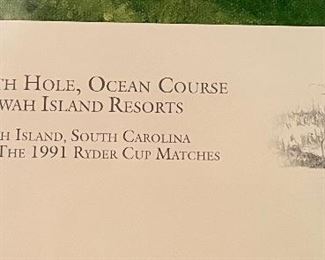 TH HOLE, OCEAN COURSE
WAH ISLAND RESORTS
H ISLAND, SOUTH CAROLINA
THE 1991 RYDER CUP MATCHES